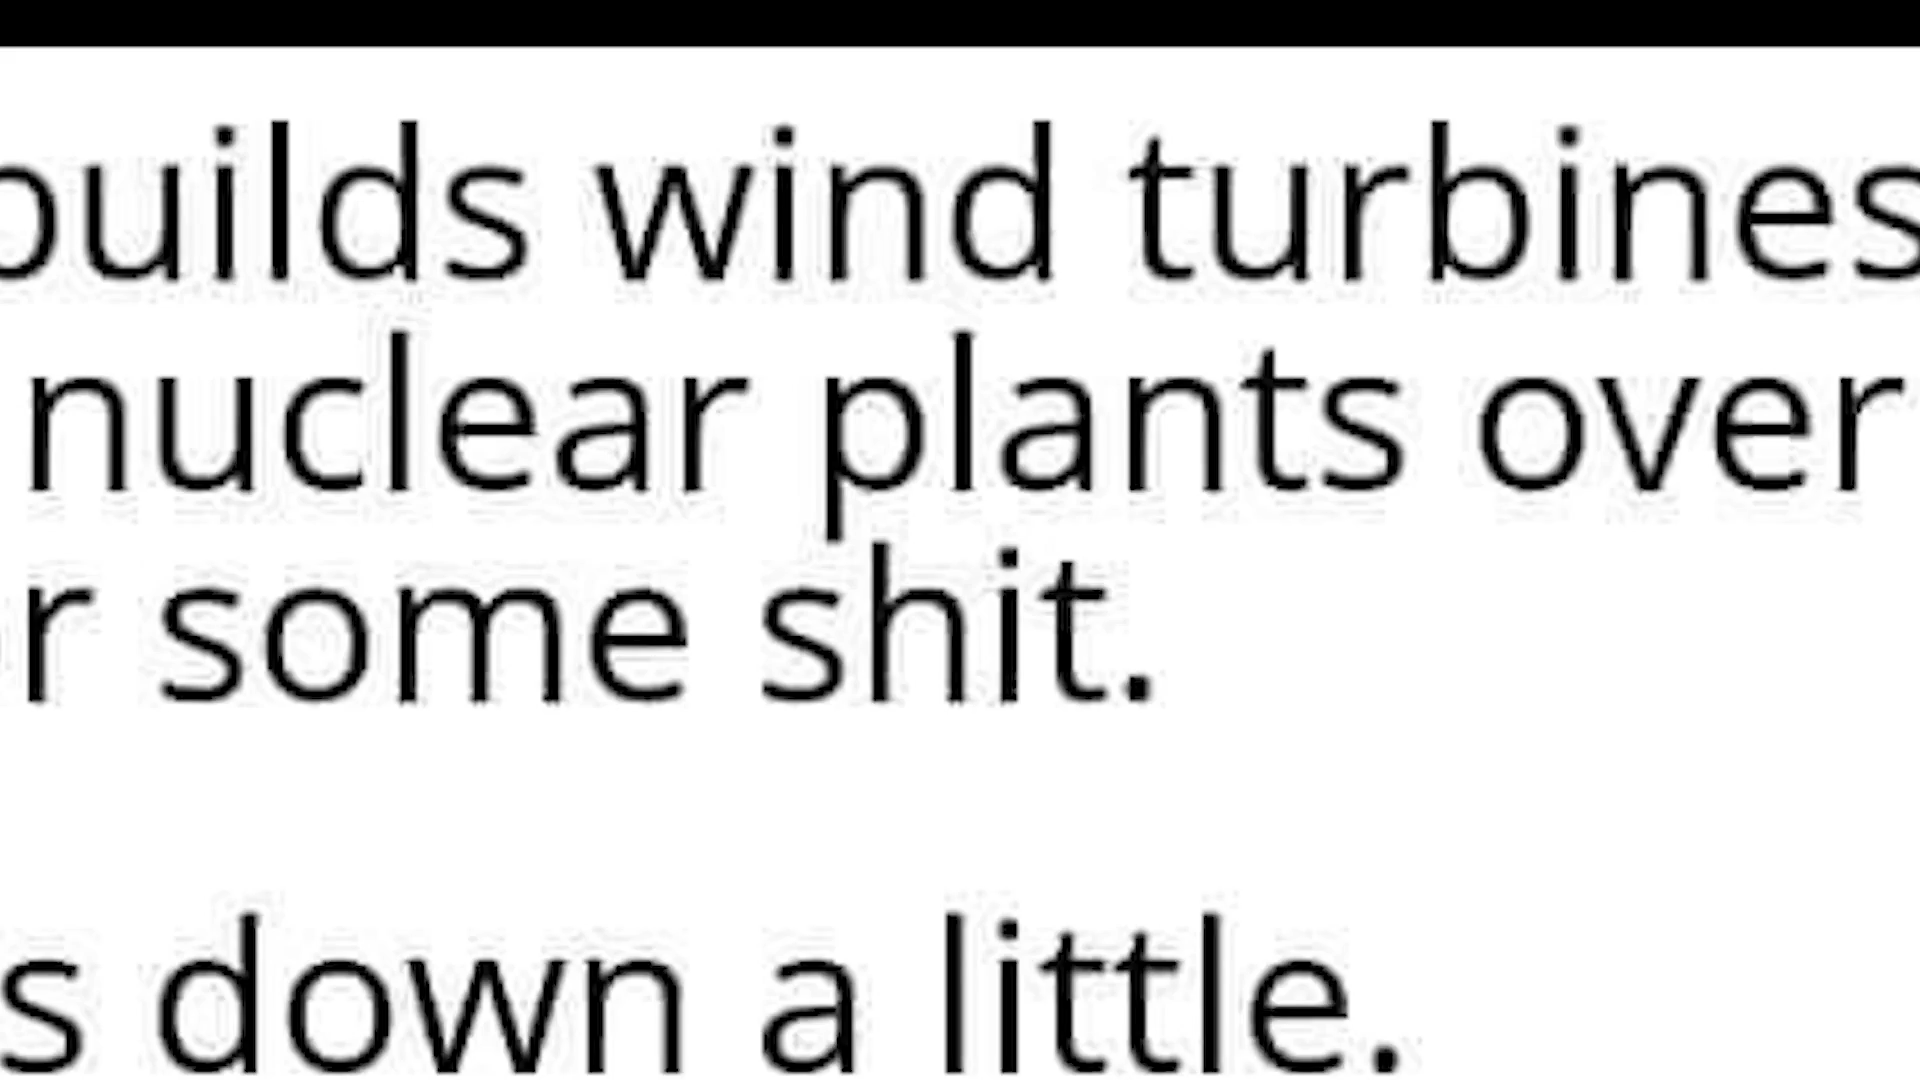 builds wind turbines
nuclear plants over
r some shit.
s down a little.